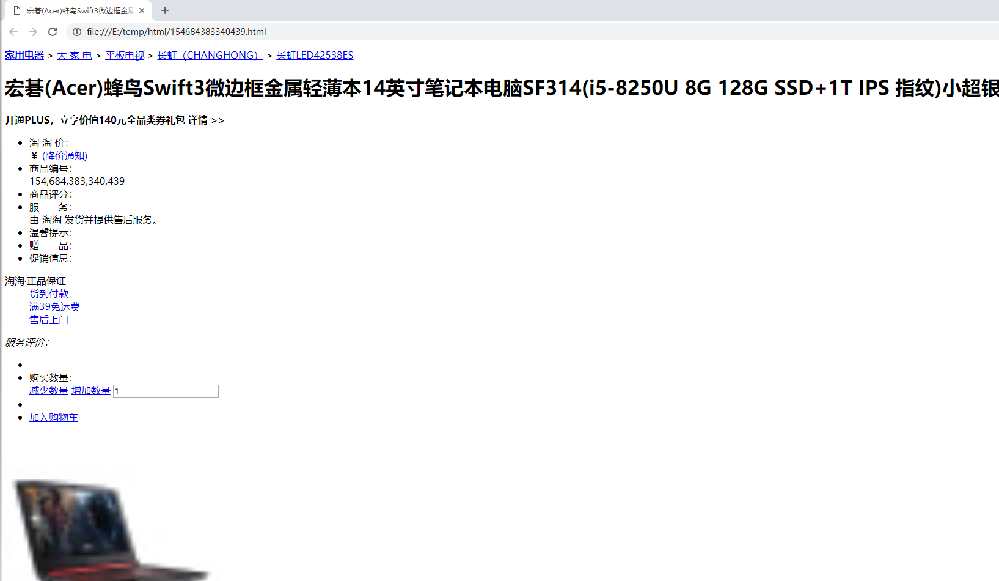 宏碁(Acer)蜂鸟Swift3微边框金属
file:///E:/temp/html/154684383340439.html
家用电器 > 大 家 电 > 平板电视 > 长虹（CHANGHONG） > 长虹LED42538ES
宏碁(Acer)蜂鸟Swift3微边框金属轻薄本14英寸笔记本电脑SF314(i5-8250U 8G 128G SSD+1T IPS 指纹)小超银
开通PLUS，立享价值140元全品类券礼包 详情 >>
淘 淘 价：
￥ (降价通知)
商品编号：
154,684,383,340,439
商品评分：
服　　务：
由 淘淘 发货并提供售后服务。
温馨提示：
赠　　品：
促销信息：
淘淘·正品保证
货到付款
满39免运费
售后上门
服务评价：
购买数量：
减少数量 增加数量 1
加入购物车